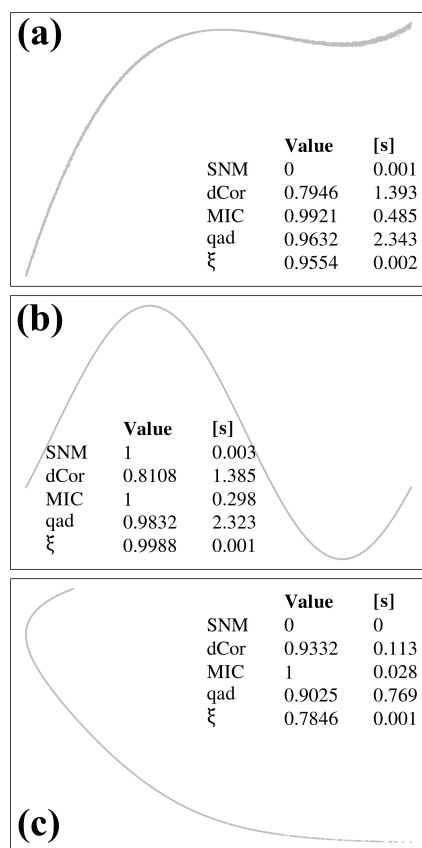 (a)
Value [s]
SNM 0 0.001
dCor 0.7946 1.393
MIC 0.9921 0.485
qad 0.9632 2.343
ξ 0.9554 0.002
(b)
Value [s]
SNM 1 0.003
dCor 0.8108 1.385
MIC 1 0.298
qad 0.9832 2.323
ξ 0.9988 0.001
Value [s]
SNM 0 0
dCor 0.9332 0.113
MIC 1 0.028
qad 0.9025 0.769
ξ 0.7846 0.001
(c)